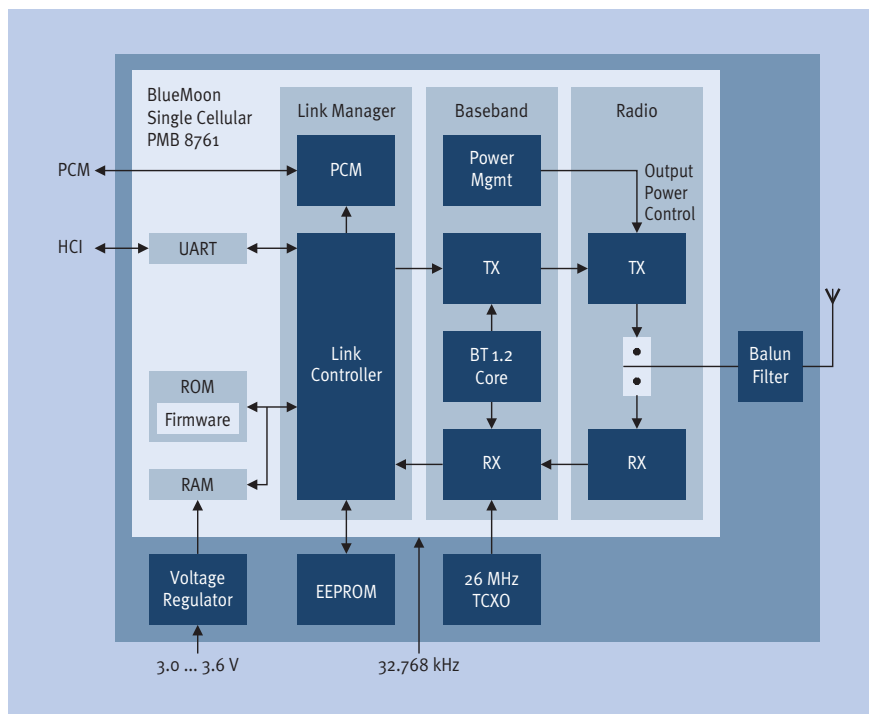 BlueMoon
Single Cellular
PMB 8761
Link Manager
Baseband
Radio
PCM
PCM
Power
Mgmt
Output
Power
Control
HCI
UART
TX
TX
Link
Controller
BT 1.2
Core
Balun
Filter
ROM
Firmware
RAM
RX
RX
Voltage
Regulator
EEPROM
26 MHz
TCXO
3.0 ... 3.6 V
32.768 kHz